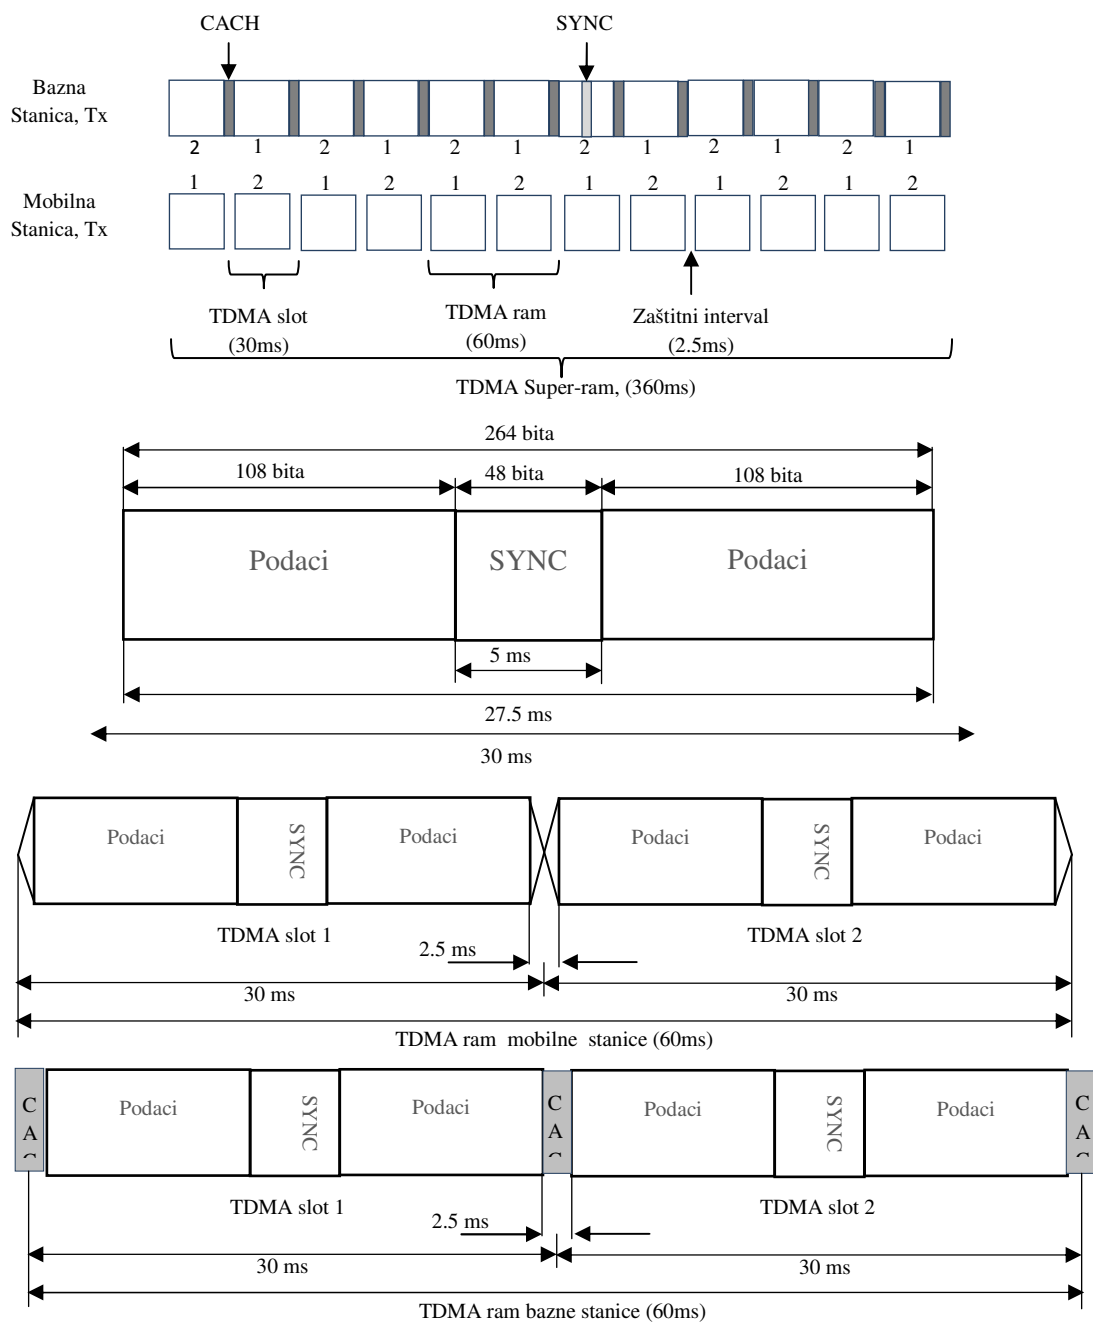 CACH SYNC
Bazna
Stanica, Tx
2 1 2 1 2 1 2 1 2 1 2 1
1 2 1 2 1 2 1 2 1 2 1 2
Mobilna
Stanica, Tx
TDMA slot
(30ms)
TDMA ram
(60ms)
Zaštitni interval
(2.5ms)
TDMA Super-ram, (360ms)
264 bita
108 bita 48 bita 108 bita
Podaci SYNC Podaci
5 ms
27.5 ms
30 ms
Podaci SYNC Podaci Podaci SYNC Podaci
TDMA slot 1 TDMA slot 2
2.5 ms
30 ms 30 ms
TDMA ram mobilne stanice (60ms)
CA Podaci SYNC Podaci CA Podaci SYNC Podaci CA
TDMA slot 1 TDMA slot 2
2.5 ms
30 ms 30 ms
TDMA ram bazne stanice (60ms)